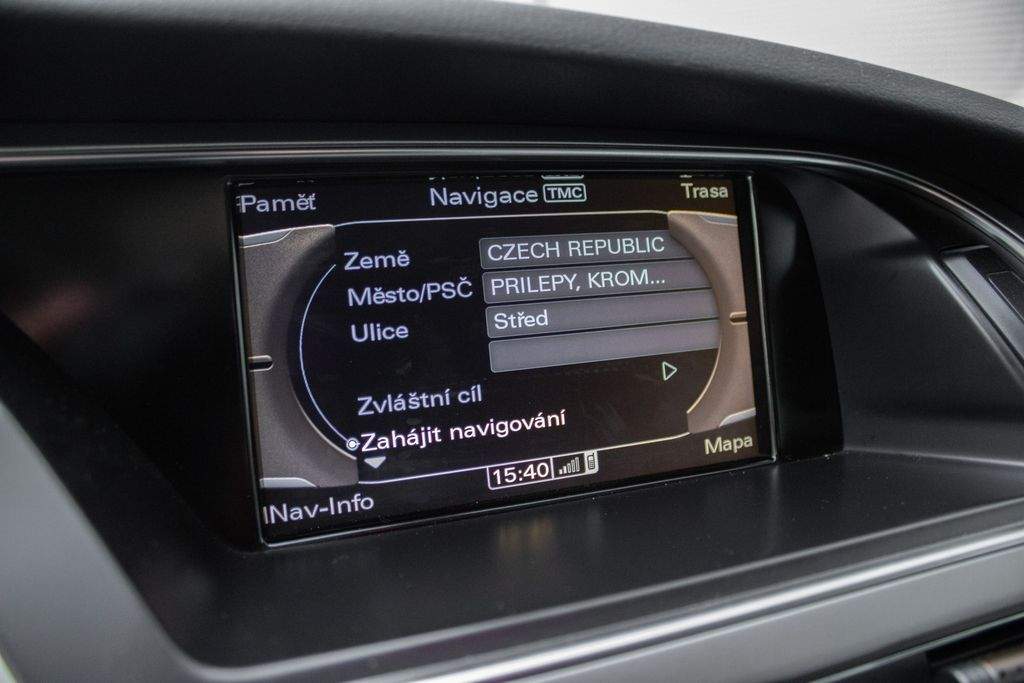 Paměť
Navigace TMC
Trasa
Země CZECH REPUBLIC
Město/PSČ PRILEPY, KROM...
Ulice Střed
Zvláštní cíl
Zahájit navigování
Mapa
15:40
Nav-Info